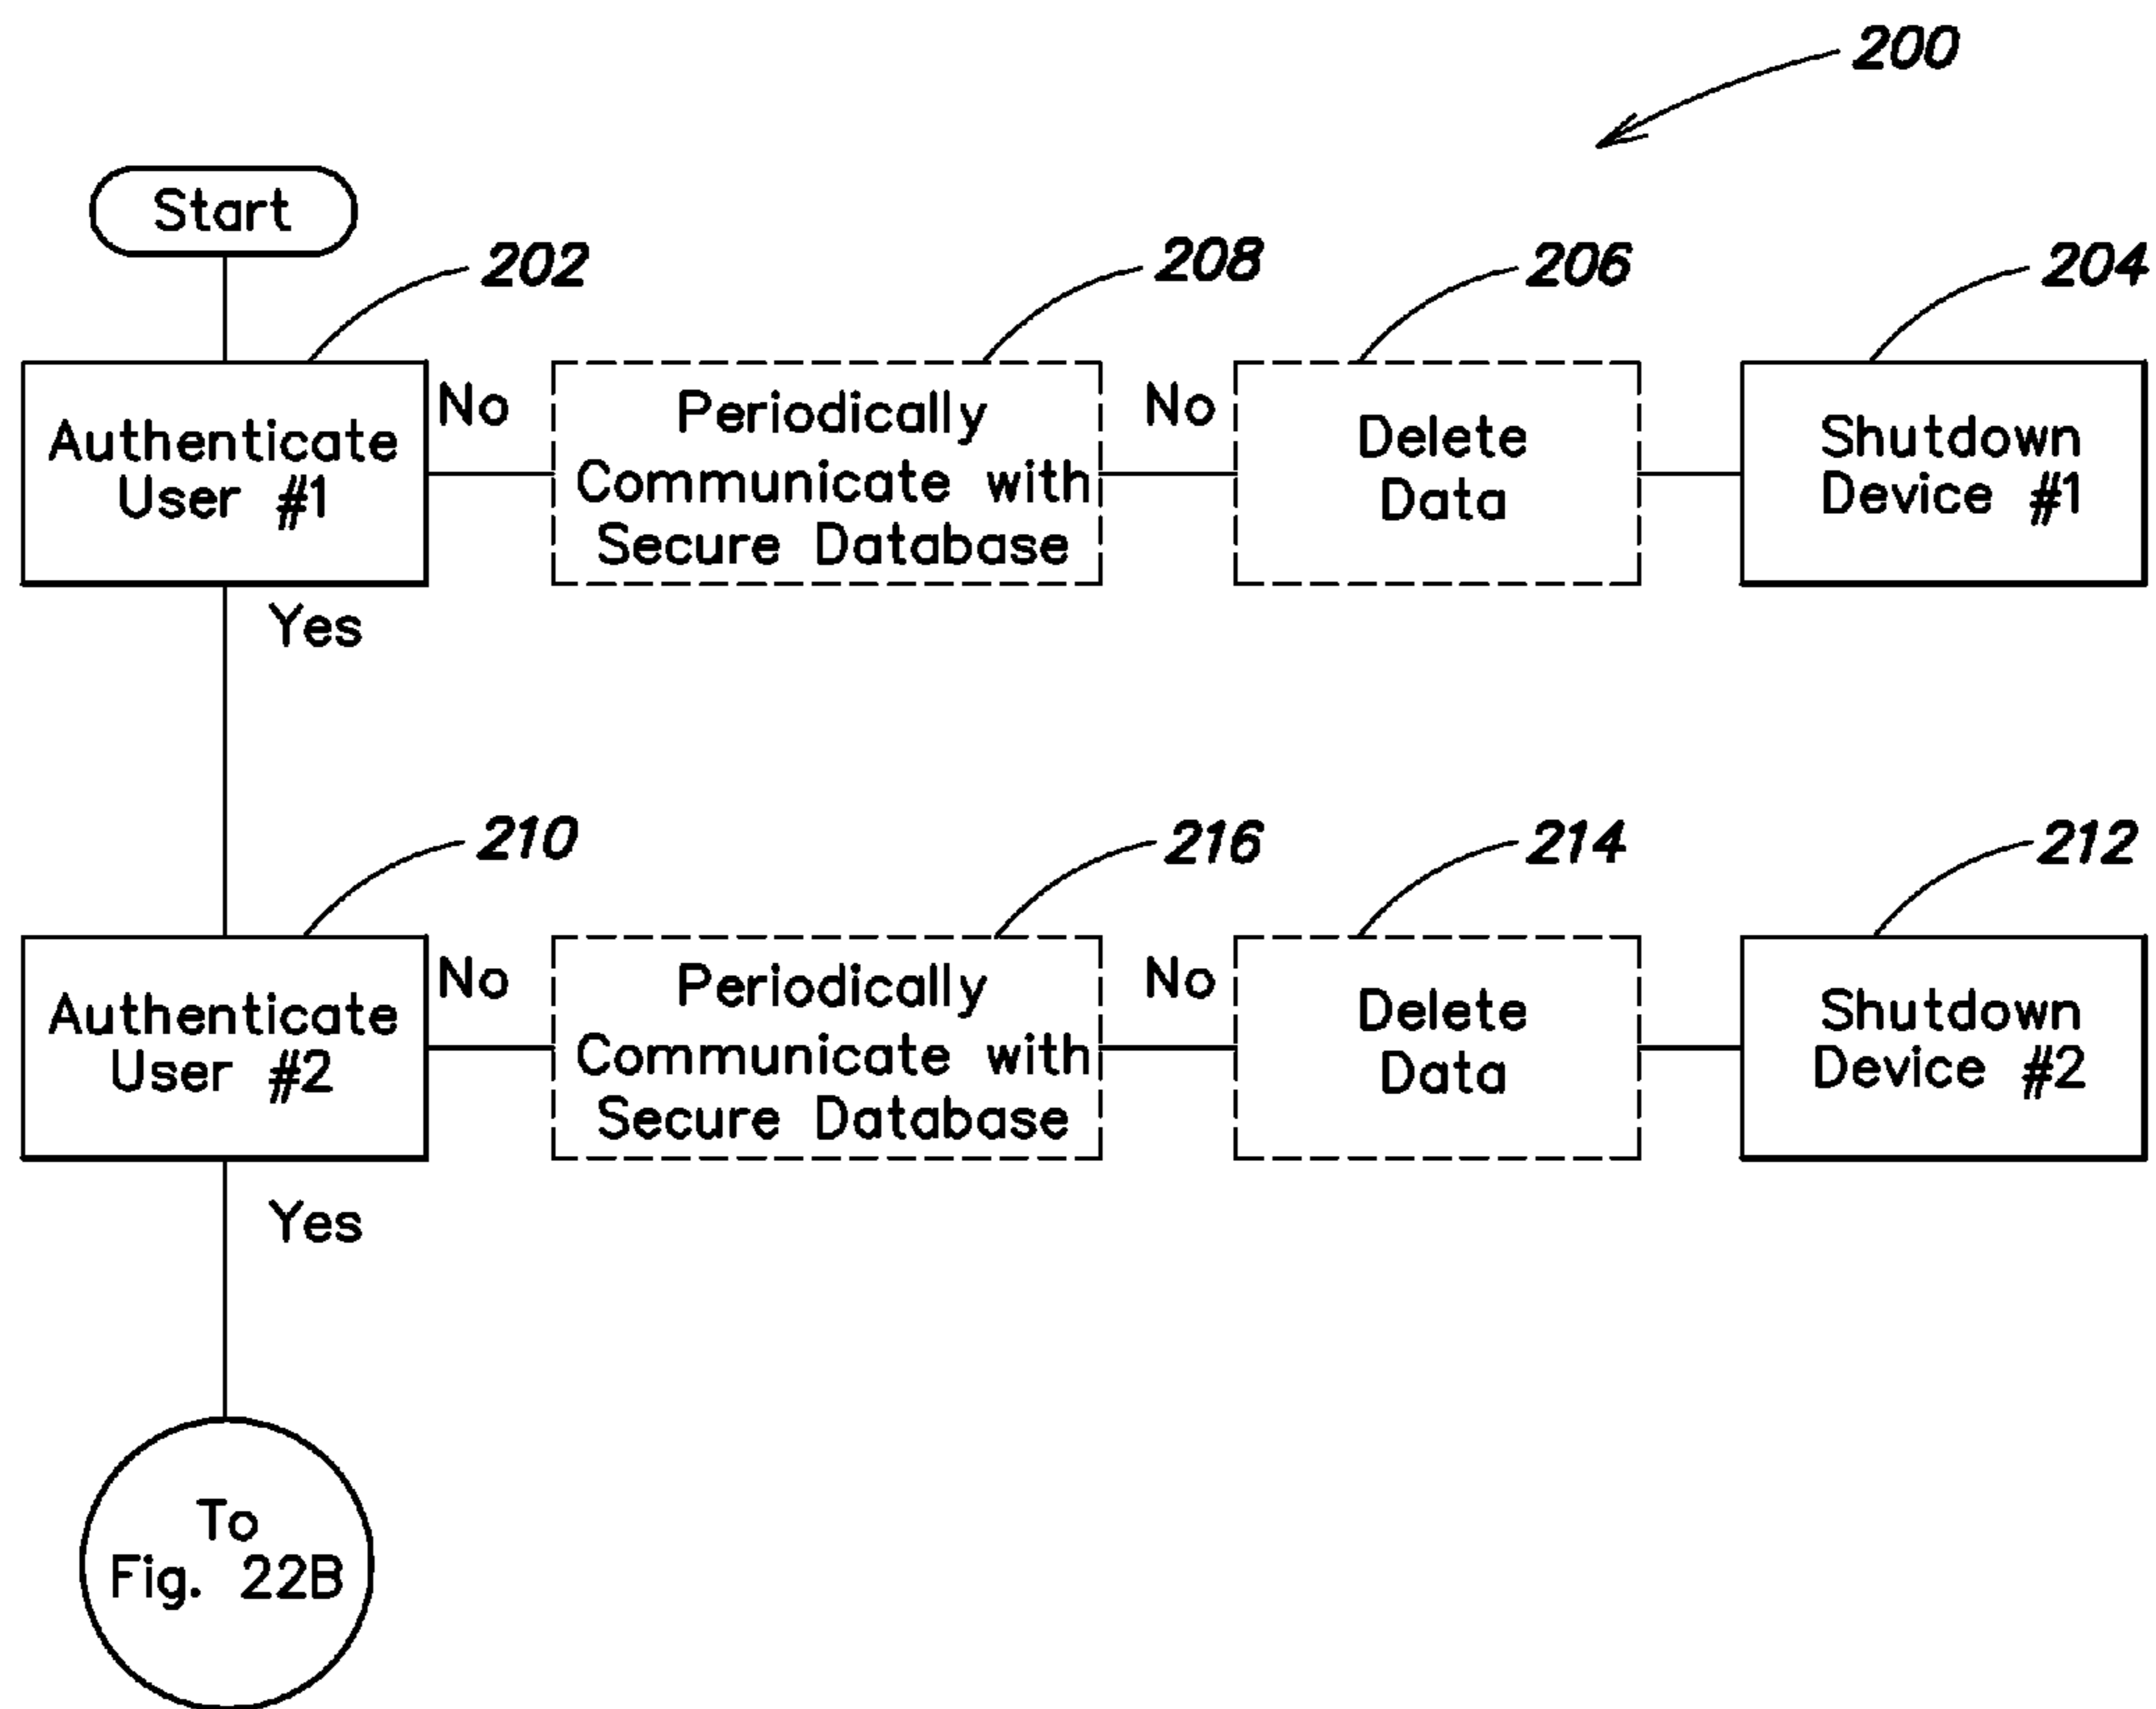 200
Start
202
208
206
204
Authenticate
User #1
No
Periodically
Communicate with
Secure Database
No
Delete
Data
Shutdown
Device #1
Yes
210
216
214
212
Authenticate
User #2
No
Periodically
Communicate with
Secure Database
No
Delete
Data
Shutdown
Device #2
Yes
To
Fig. 22B